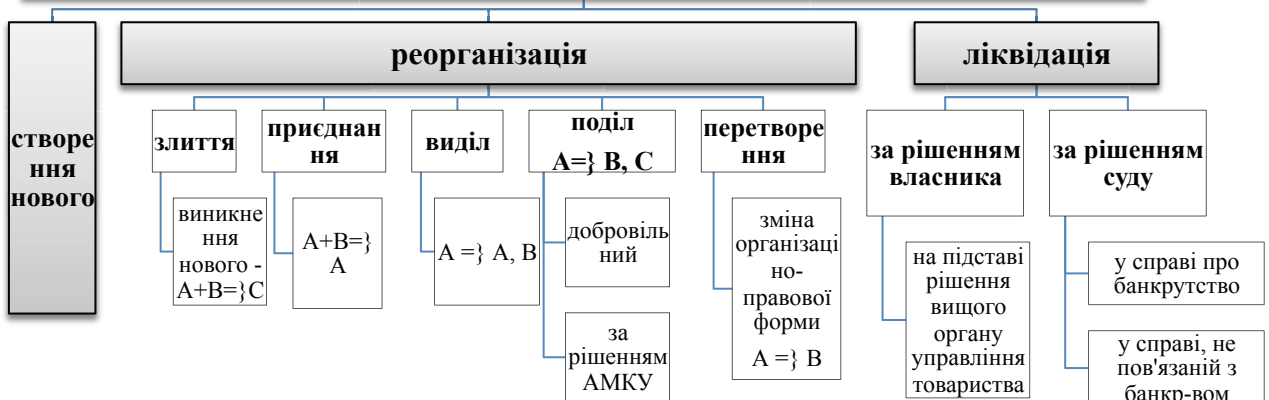 реорганізація
ліквідація
створе
ння
нового
злиття
приєднан
ня
виділ
поділ
А=} В, С
перетворе
ння
за рішенням
власника
за рішенням
суду
виникне
ння
нового -
А+В=}С
А+В=}
А
А =} А, В
добровіль
ний
за
рішенням
АМКУ
зміна
організаці
но-
правової
форми
А =} В
на підставі
рішення
вищого
органу
управління
товариства
у справі про
банкрутство
у справі, не
пов'язаній з
банкр-вом